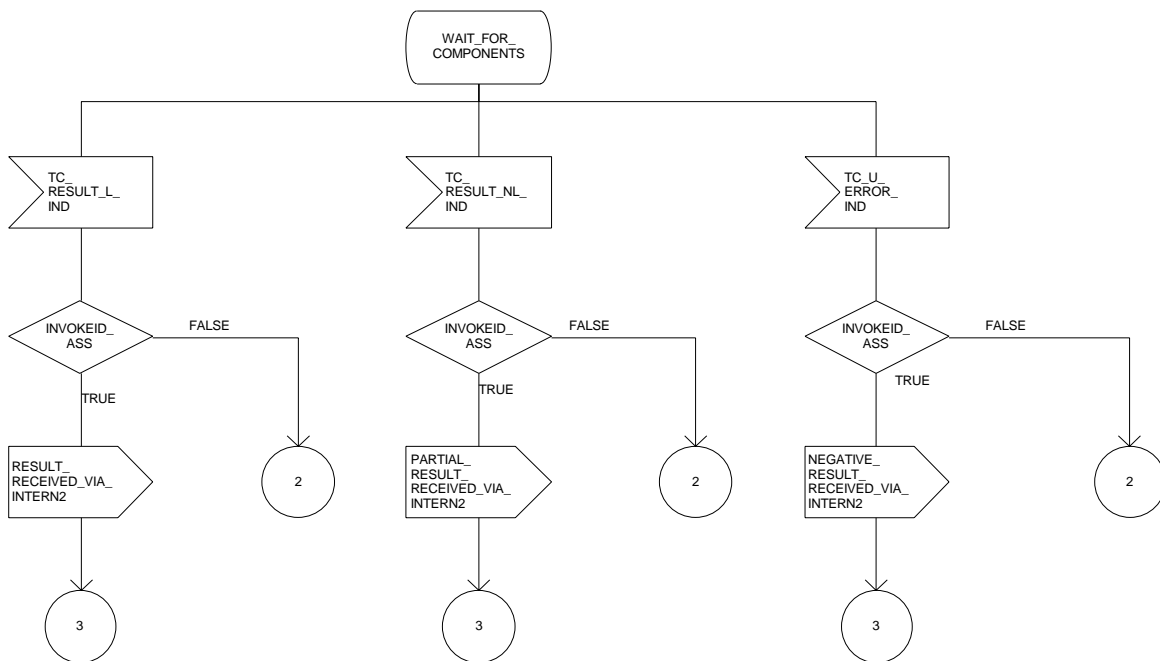 WAIT_FOR_
COMPONENTS
TC_
RESULT_L_
IND
TC_
RESULT_NL_
IND
TC_U_
ERROR_
IND
INVOKEID_
ASS
FALSE
INVOKEID_
ASS
FALSE
INVOKEID_
ASS
FALSE
TRUE
TRUE
TRUE
RESULT_
RECEIVED_VIA_
INTERN2
2
PARTIAL_
RESULT_
RECEIVED_VIA_
INTERN2
2
NEGATIVE_
RESULT_
RECEIVED_VIA_
INTERN2
2
3
3
3